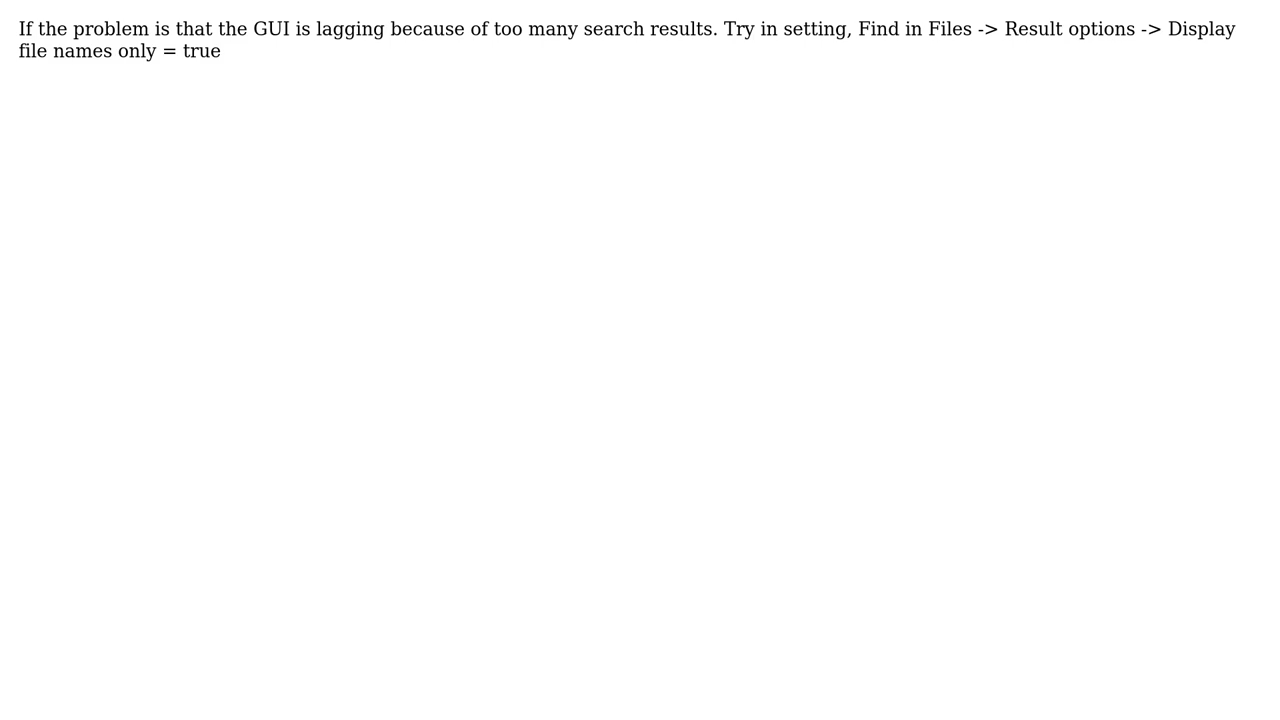 If the problem is that the GUI is lagging because of too many search results. Try in setting, Find in Files -> Result options -> Display
file names only = true